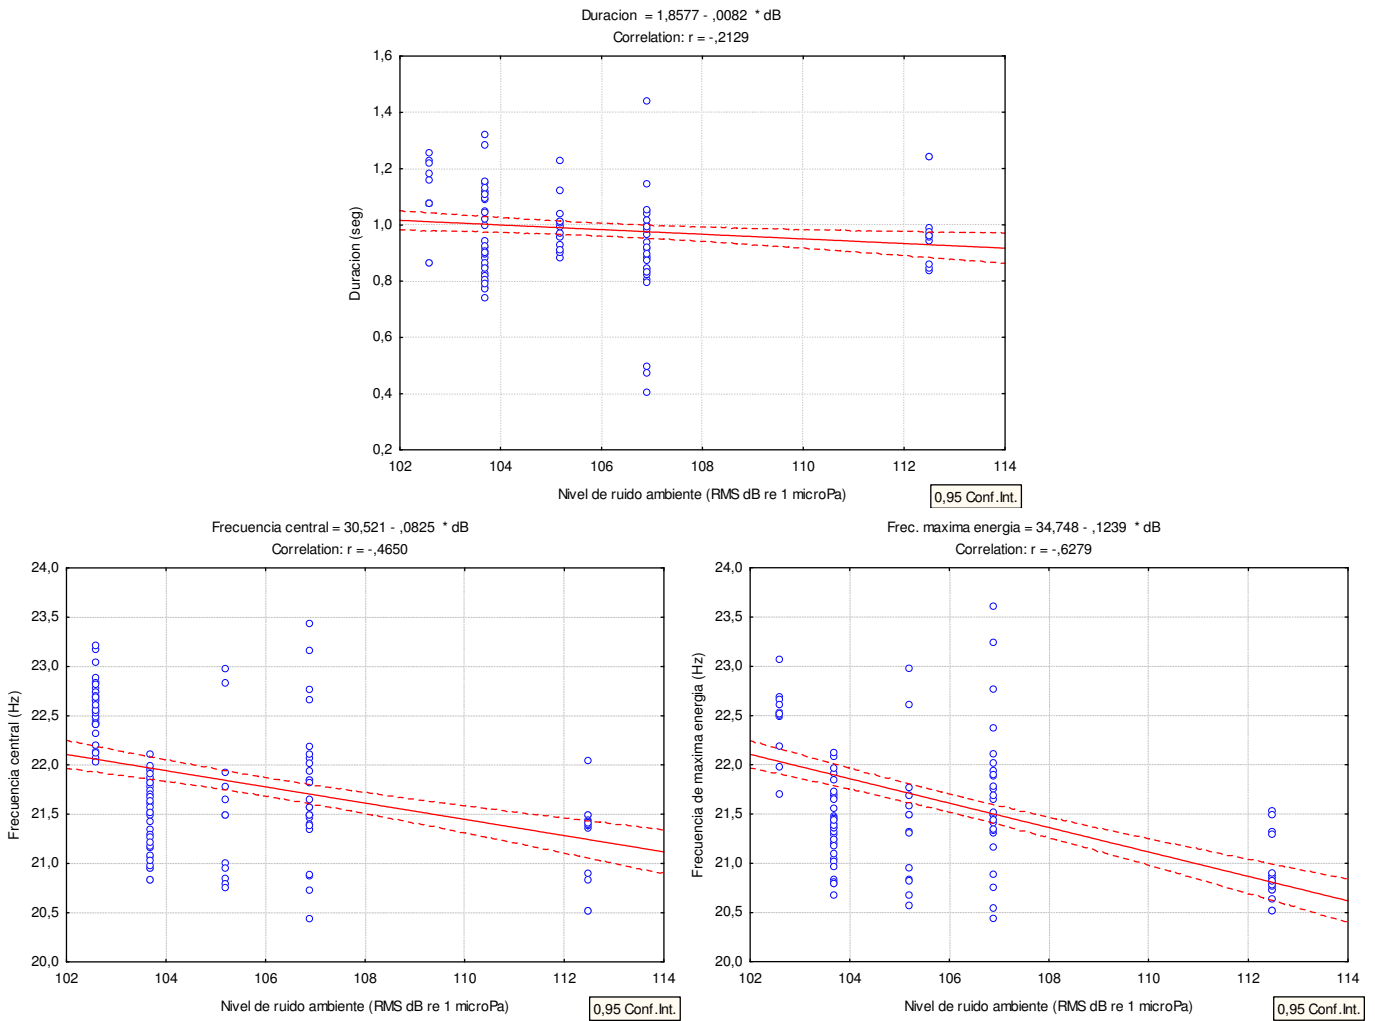 Duracion = 1,8577 - ,0082 * dB
Correlation: r = -,2129
1,6
1,4
1,2
1,0
0,8
0,6
0,4
0,2
Duracion (seg)
102 104 106 108 110 112 114
Nivel de ruido ambiente (RMS dB re 1 microPa)
0,95 Conf.Int.
Frecuencia central = 30,521 - ,0825 * dB
Correlation: r = -,4650
24,0
23,5
23,0
22,5
22,0
21,5
21,0
20,5
20,0
Frecuencia central (Hz)
102 104 106 108 110 112 114
Nivel de ruido ambiente (RMS dB re 1 microPa)
0,95 Conf.Int.
Frec. maxima energia = 34,748 - ,1239 * dB
Correlation: r = -,6279
24,0
23,5
23,0
22,5
22,0
21,5
21,0
20,5
20,0
Frecuencia de maxima energia (Hz)
102 104 106 108 110 112 114
Nivel de ruido ambiente (RMS dB re 1 microPa)
0,95 Conf.Int.